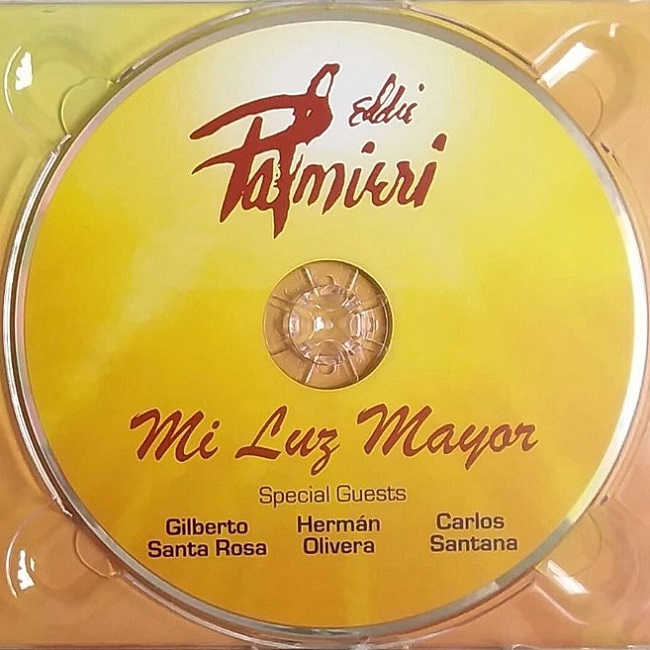 Eddie
Palmieri
Mi Luz Mayor
Special Guests
Gilberto
Santa Rosa
Hermán
Olivera
Carlos
Santana